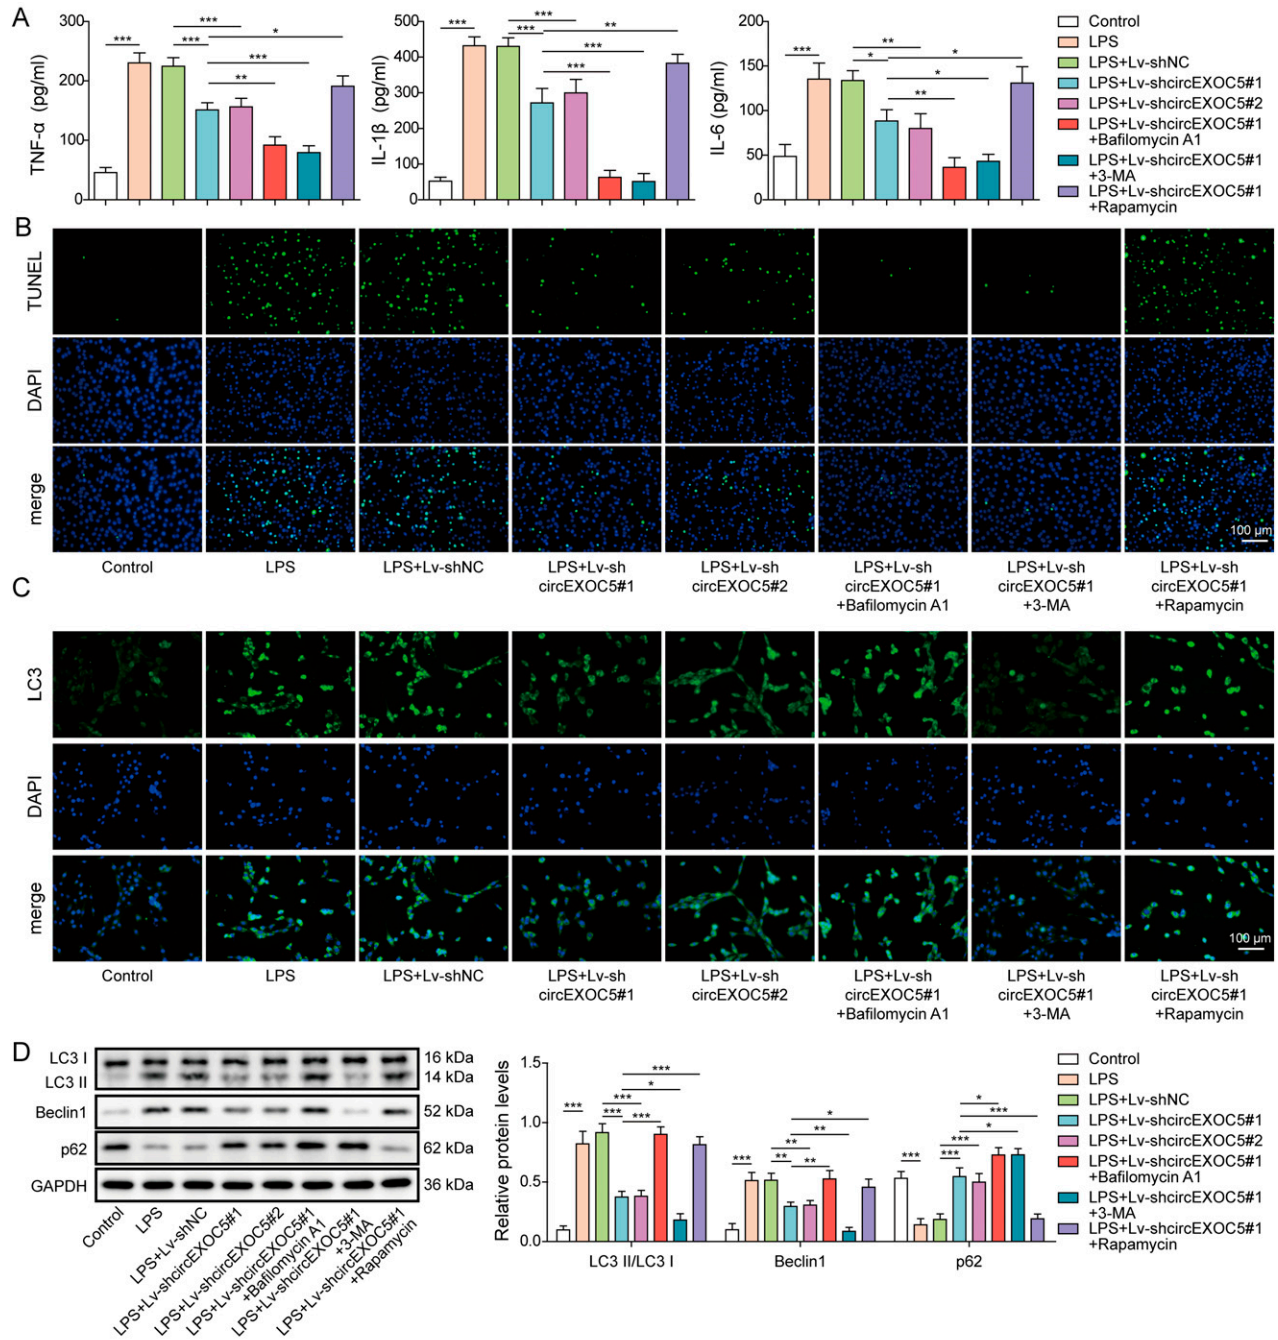 A
TNF-α (pg/ml)
300
200
100
0
***
***
***
*
***
**
IL-1β (pg/ml)
500
400
300
200
100
0
***
***
***
**
***
***
IL-6 (pg/ml)
200
150
100
50
0
***
**
*
*
*
**
Control
LPS
LPS+Lv-shNC
LPS+Lv-shcircEXOC5#1
LPS+Lv-shcircEXOC5#2
LPS+Lv-shcircEXOC5#1
+Bafilomycin A1
LPS+Lv-shcircEXOC5#1
+3-MA
LPS+Lv-shcircEXOC5#1
+Rapamycin
B
TUNEL
DAPI
merge
100 μm
Control
LPS
LPS+Lv-shNC
LPS+Lv-sh
circEXOC5#1
LPS+Lv-sh
circEXOC5#2
LPS+Lv-sh
circEXOC5#1
+Bafilomycin A1
LPS+Lv-sh
circEXOC5#1
+3-MA
LPS+Lv-sh
circEXOC5#1
+Rapamycin
C
LC3
DAPI
merge
100 μm
Control
LPS
LPS+Lv-shNC
LPS+Lv-sh
circEXOC5#1
LPS+Lv-sh
circEXOC5#2
LPS+Lv-sh
circEXOC5#1
+Bafilomycin A1
LPS+Lv-sh
circEXOC5#1
+3-MA
LPS+Lv-sh
circEXOC5#1
+Rapamycin
D
LC3 I
16 kDa
LC3 II
14 kDa
Beclin1
52 kDa
p62
62 kDa
GAPDH
36 kDa
Control
LPS
LPS+Lv-shNC
LPS+Lv-shcircEXOC5#1
LPS+Lv-shcircEXOC5#2
LPS+Lv-shcircEXOC5#1
+Bafilomycin A1
LPS+Lv-shcircEXOC5#1
+3-MA
LPS+Lv-shcircEXOC5#1
+Rapamycin
Relative protein levels
1.5
1.0
0.5
0.0
***
***
*
***
***
***
***
*
**
**
**
**
***
*
***
*
***
***
***
LC3 II/LC3 I
Beclin1
p62
Control
LPS
LPS+Lv-shNC
LPS+Lv-shcircEXOC5#1
LPS+Lv-shcircEXOC5#2
LPS+Lv-shcircEXOC5#1
+Bafilomycin A1
LPS+Lv-shcircEXOC5#1
+3-MA
LPS+Lv-shcircEXOC5#1
+Rapamycin